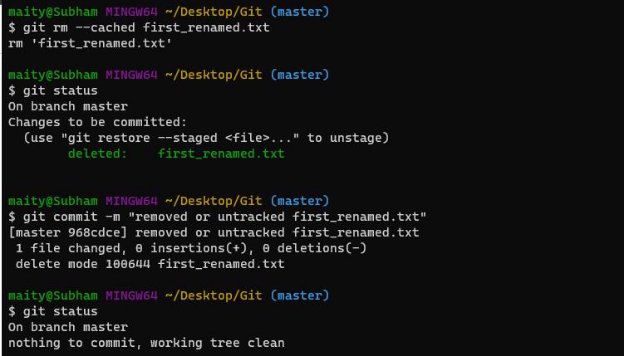 maity@Subham MINGW64 ~/Desktop/Git (master)
$ git rm --cached first_renamed.txt
rm 'first_renamed.txt'
maity@Subham MINGW64 ~/Desktop/Git (master)
$ git status
On branch master
Changes to be committed:
  (use "git restore --staged <file>..." to unstage)
        deleted:    first_renamed.txt
maity@Subham MINGW64 ~/Desktop/Git (master)
$ git commit -m "removed or untracked first_renamed.txt"
[master 968cdce] removed or untracked first_renamed.txt
 1 file changed, 0 insertions(+), 0 deletions(-)
 delete mode 100644 first_renamed.txt
maity@Subham MINGW64 ~/Desktop/Git (master)
$ git status
On branch master
nothing to commit, working tree clean